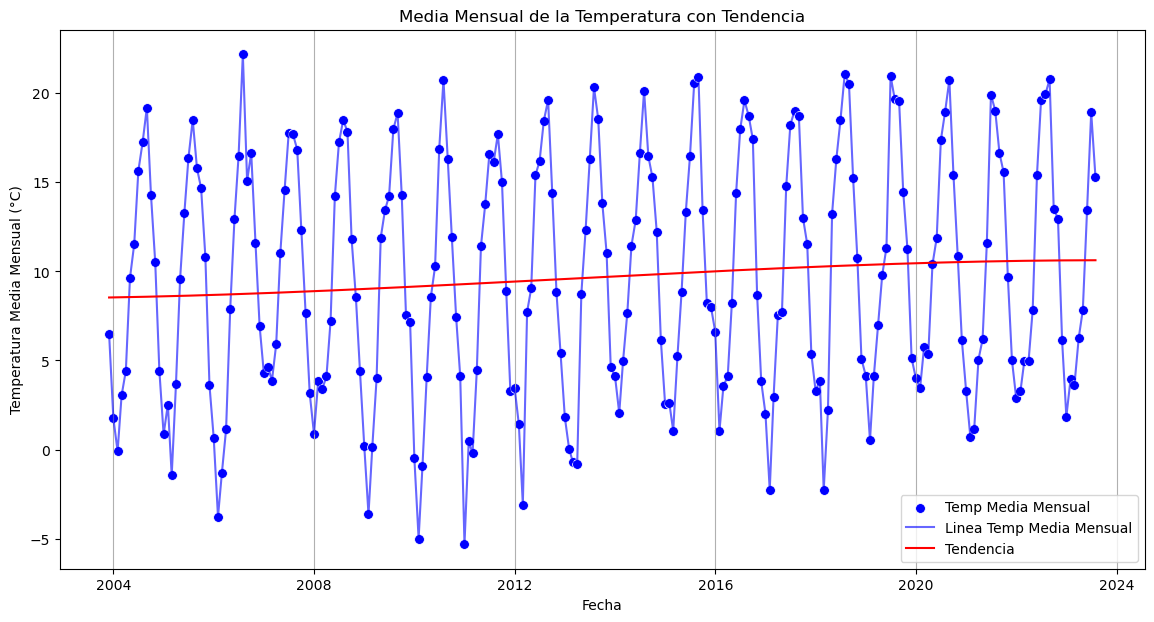 Media Mensual de la Temperatura con Tendencia
Temperatura Media Mensual (°C)
20
15
10
5
0
−5
2004
2008
2012
2016
2020
2024
Fecha
Temp Media Mensual
Linea Temp Media Mensual
Tendencia